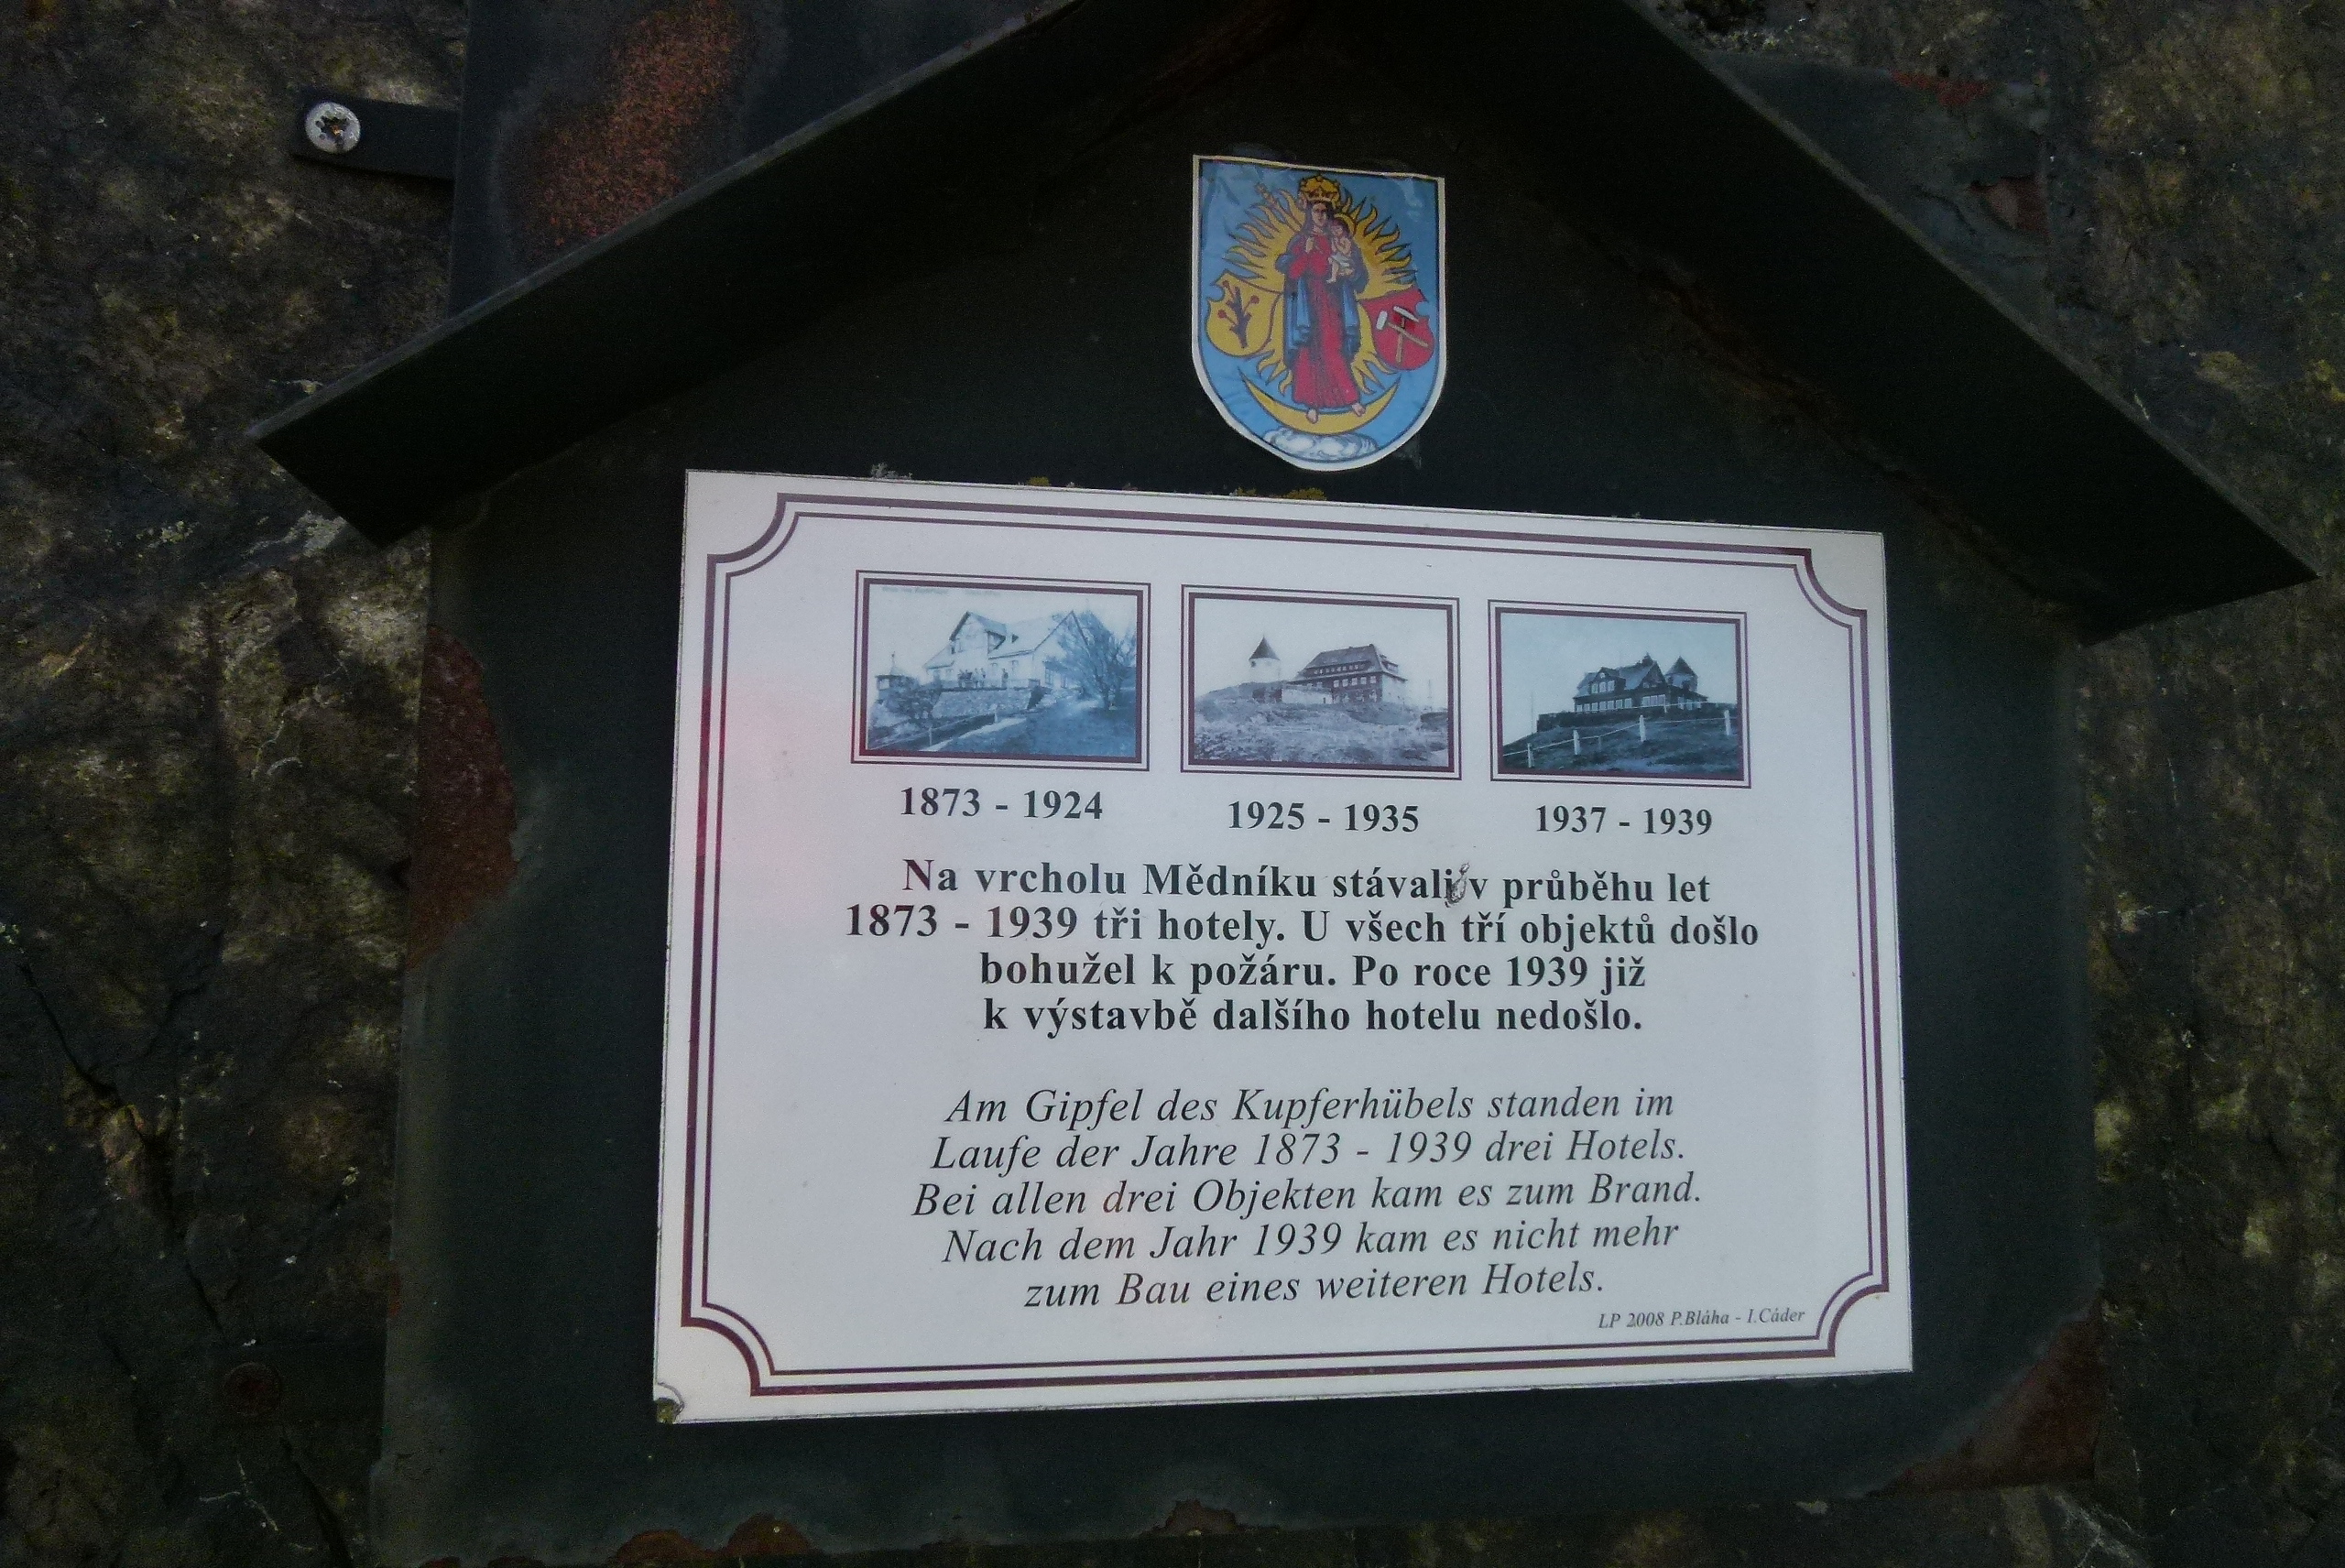 1873 - 1924
1925 - 1935
1937 - 1939
Na vrcholu Mědníku stávali v průběhu let
1873 - 1939 tři hotely. U všech tří objektů došlo
bohužel k požáru. Po roce 1939 již
k výstavbě dalšího hotelu nedošlo.
Am Gipfel des Kupferhübels standen im
Laufe der Jahre 1873 - 1939 drei Hotels.
Bei allen drei Objekten kam es zum Brand.
Nach dem Jahr 1939 kam es nicht mehr
zum Bau eines weiteren Hotels.
LP 2008 P.Bláha - I.Cáder